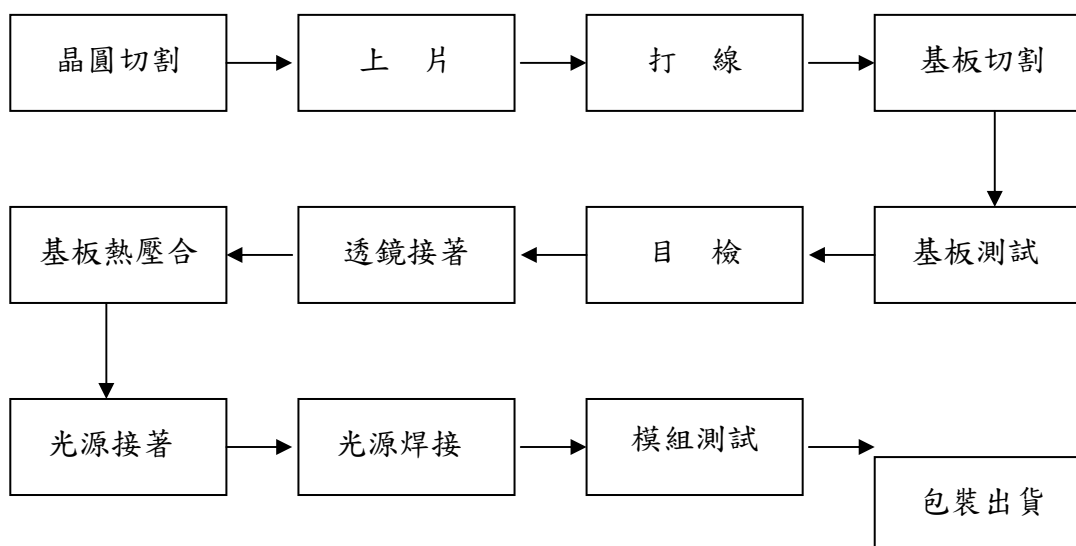 晶圓切割
上　片
打　線
基板切割
基板熱壓合
透鏡接著
目　檢
基板測試
光源接著
光源焊接
模組測試
包裝出貨